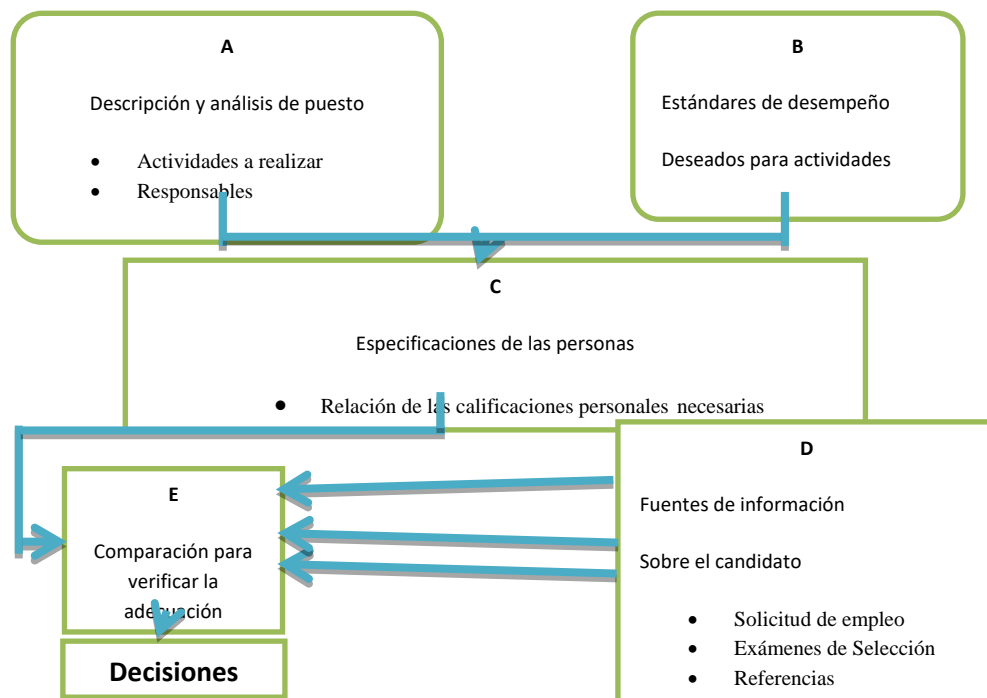 A
Descripción y análisis de puesto
• Actividades a realizar
• Responsables
B
Estándares de desempeño
Deseados para actividades
C
Especificaciones de las personas
• Relación de las calificaciones personales necesarias
D
Fuentes de información
Sobre el candidato
• Solicitud de empleo
• Exámenes de Selección
• Referencias
E
Comparación para
verificar la
adecuación
Decisiones